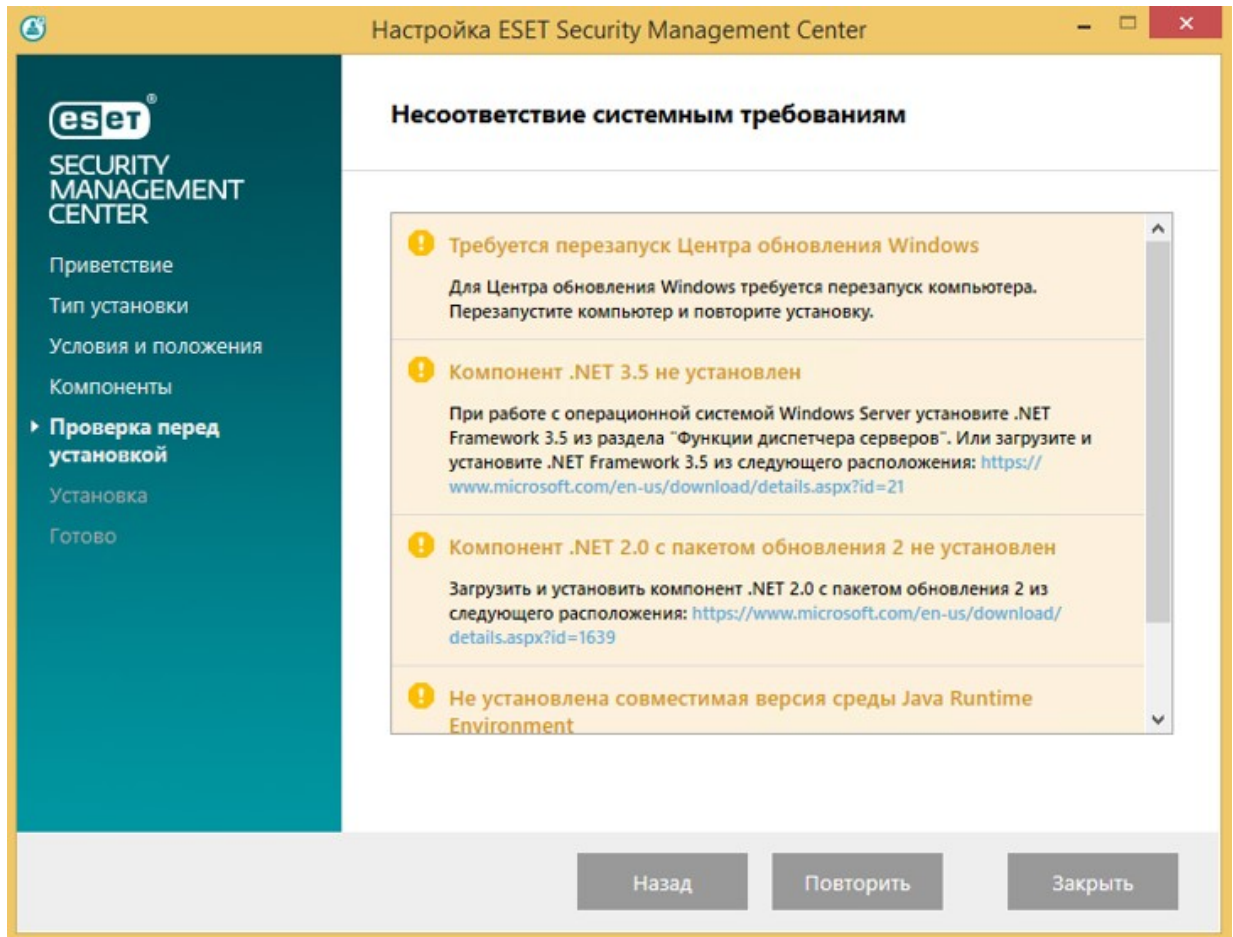 Настройка ESET Security Management Center
eset®
SECURITY
MANAGEMENT
CENTER
Приветствие
Тип установки
Условия и положения
Компоненты
Проверка перед
установкой
Установка
Готово
Несоответствие системным требованиям
Требуется перезапуск Центра обновления Windows
Для Центра обновления Windows требуется перезапуск компьютера.
Перезапустите компьютер и повторите установку.
Компонент .NET 3.5 не установлен
При работе с операционной системой Windows Server установите .NET
Framework 3.5 из раздела "Функции диспетчера серверов". Или загрузите и
установите .NET Framework 3.5 из следующего расположения: https://
www.microsoft.com/en-us/download/details.aspx?id=21
Компонент .NET 2.0 с пакетом обновления 2 не установлен
Загрузить и установить компонент .NET 2.0 с пакетом обновления 2 из
следующего расположения: https://www.microsoft.com/en-us/download/
details.aspx?id=1639
Не установлена совместимая версия среды Java Runtime
Environment
Назад
Повторить
Закрыть